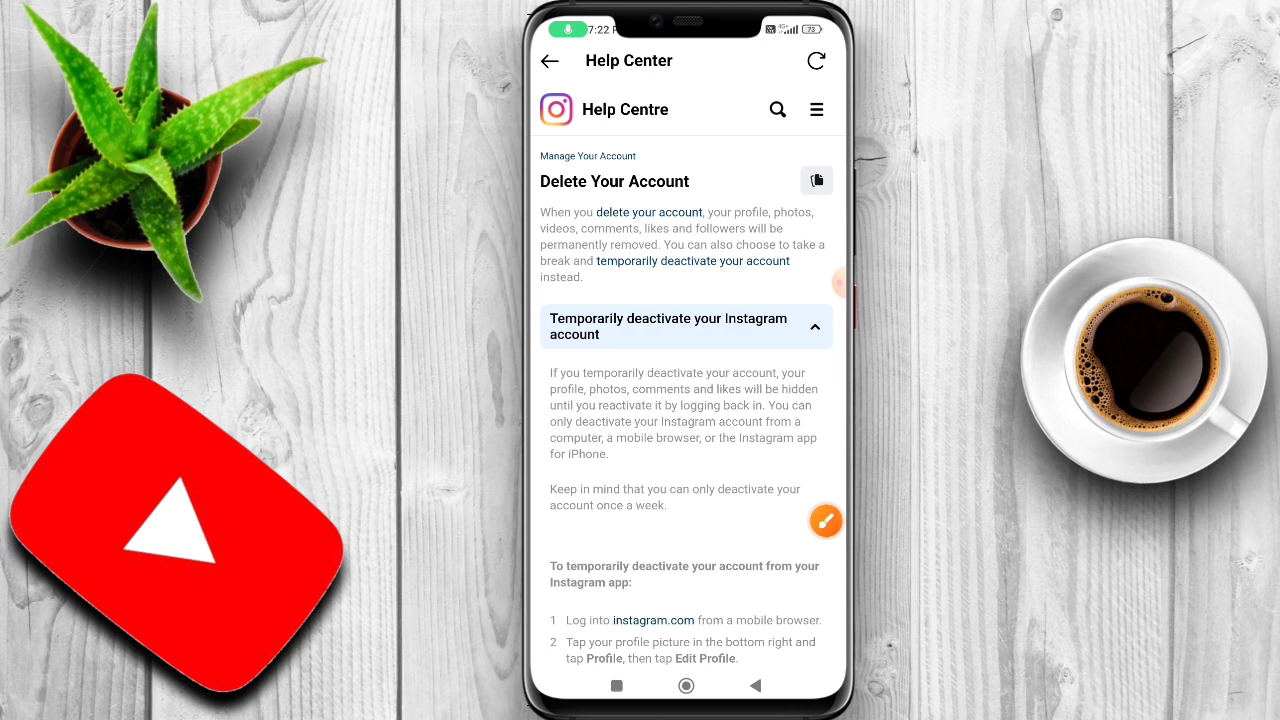 7:22
4G+
73
Help Center
Help Centre
Manage Your Account
Delete Your Account
When you delete your account, your profile, photos,
videos, comments, likes and followers will be
permanently removed. You can also choose to take a
break and temporarily deactivate your account
instead.
Temporarily deactivate your Instagram
account
If you temporarily deactivate your account, your
profile, photos, comments and likes will be hidden
until you reactivate it by logging back in. You can
only deactivate your Instagram account from a
computer, a mobile browser, or the Instagram app
for iPhone.
Keep in mind that you can only deactivate your
account once a week.
To temporarily deactivate your account from your
Instagram app:
1 Log into instagram.com from a mobile browser.
2 Tap your profile picture in the bottom right and
tap Profile, then tap Edit Profile.